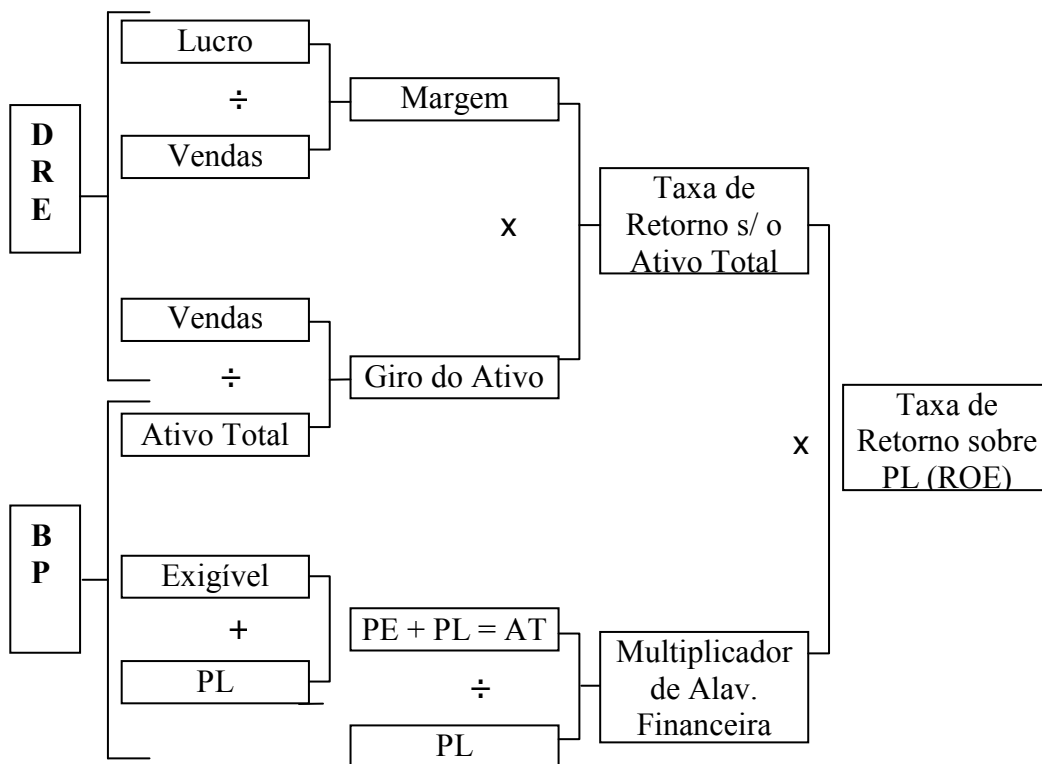 Lucro
÷
Margem
D
R
E
Vendas
Taxa de
Retorno s/ o
Ativo Total
x
Vendas
÷
Giro do Ativo
Ativo Total
x
Taxa de
Retorno sobre
PL (ROE)
B
P
Exigível
+
PE + PL = AT
PL
÷
Multiplicador
de Alav.
Financeira
PL